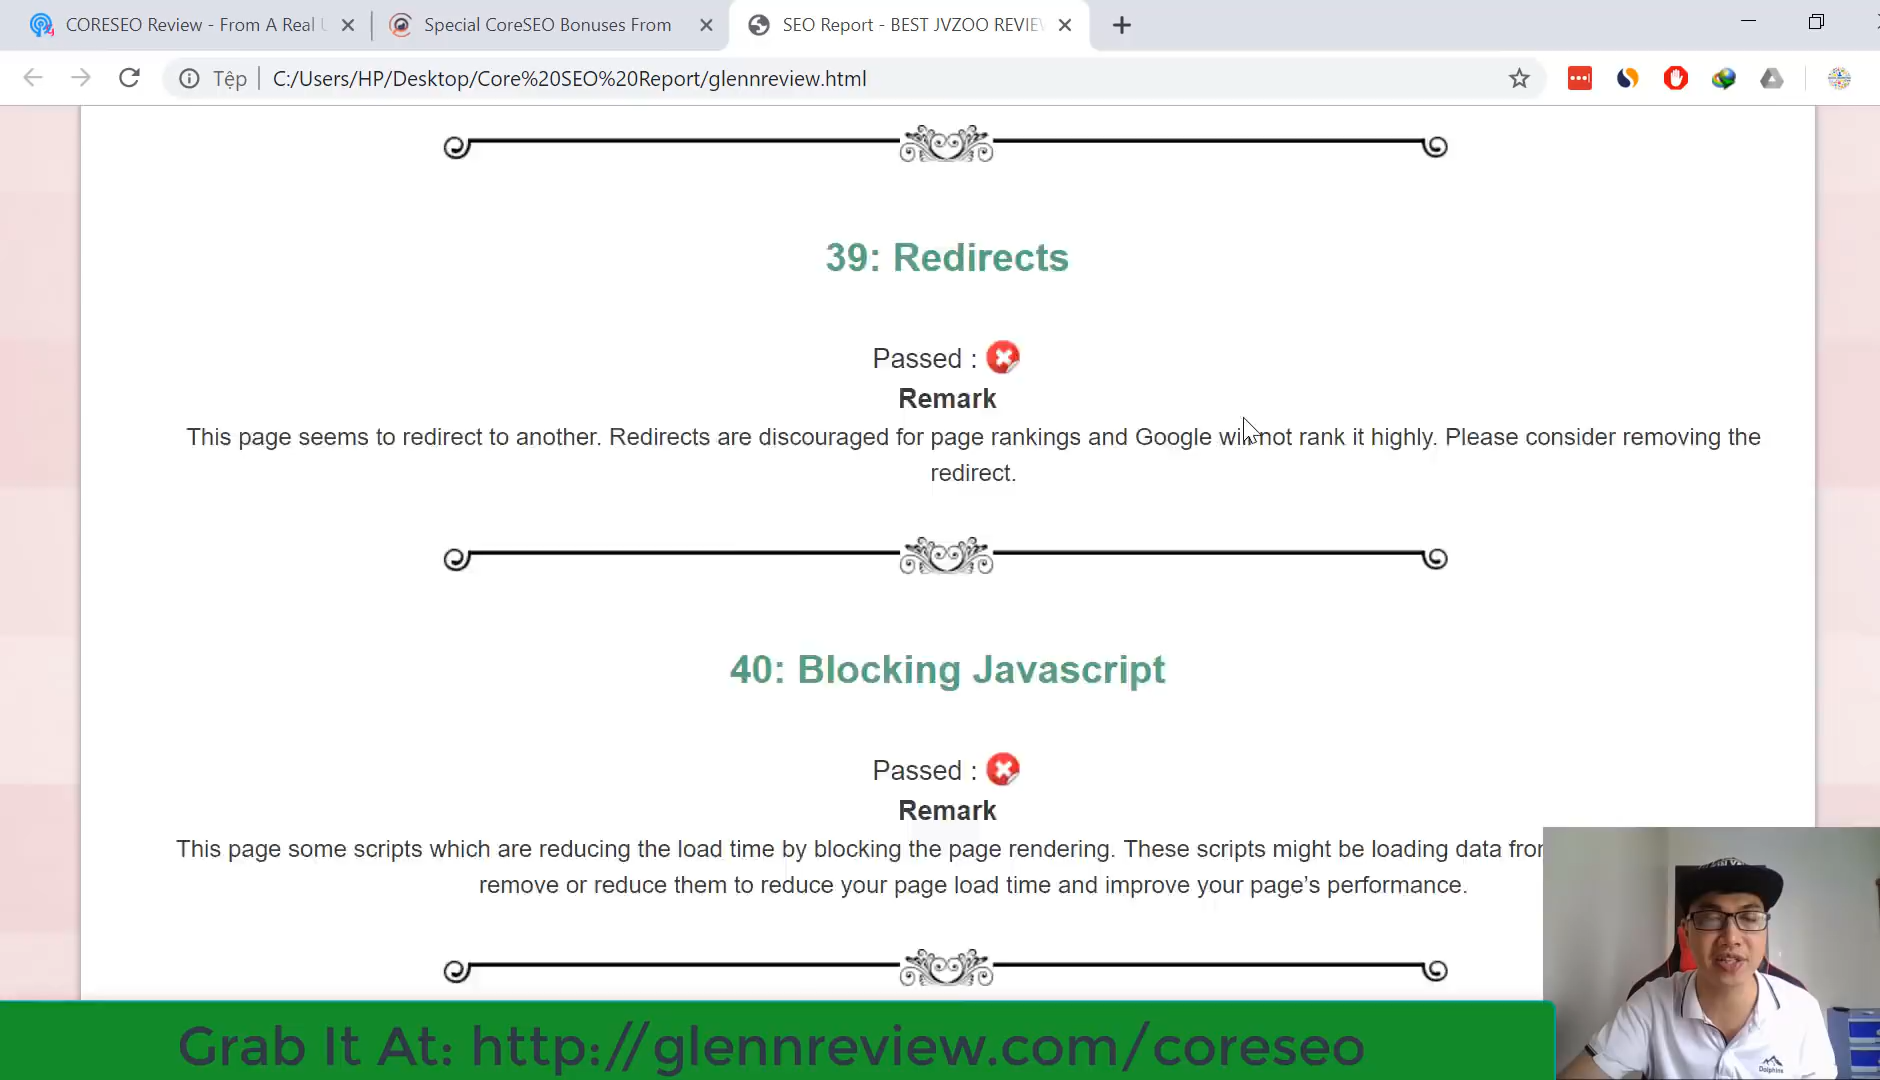 CORESEO Review - From A Real
Special CoreSEO Bonuses From
SEO Report - BEST JVZOO REVIEW
Tệp
C:/Users/HP/Desktop/Core%20SEO%20Report/glennreview.html
39: Redirects
Passed :
Remark
This page seems to redirect to another. Redirects are discouraged for page rankings and Google will not rank it highly. Please consider removing the
redirect.
40: Blocking Javascript
Passed :
Remark
This page some scripts which are reducing the load time by blocking the page rendering. These scripts might be loading data from
remove or reduce them to reduce your page load time and improve your page’s performance.
Grab It At: http://glennreview.com/coreseo
Dolphins